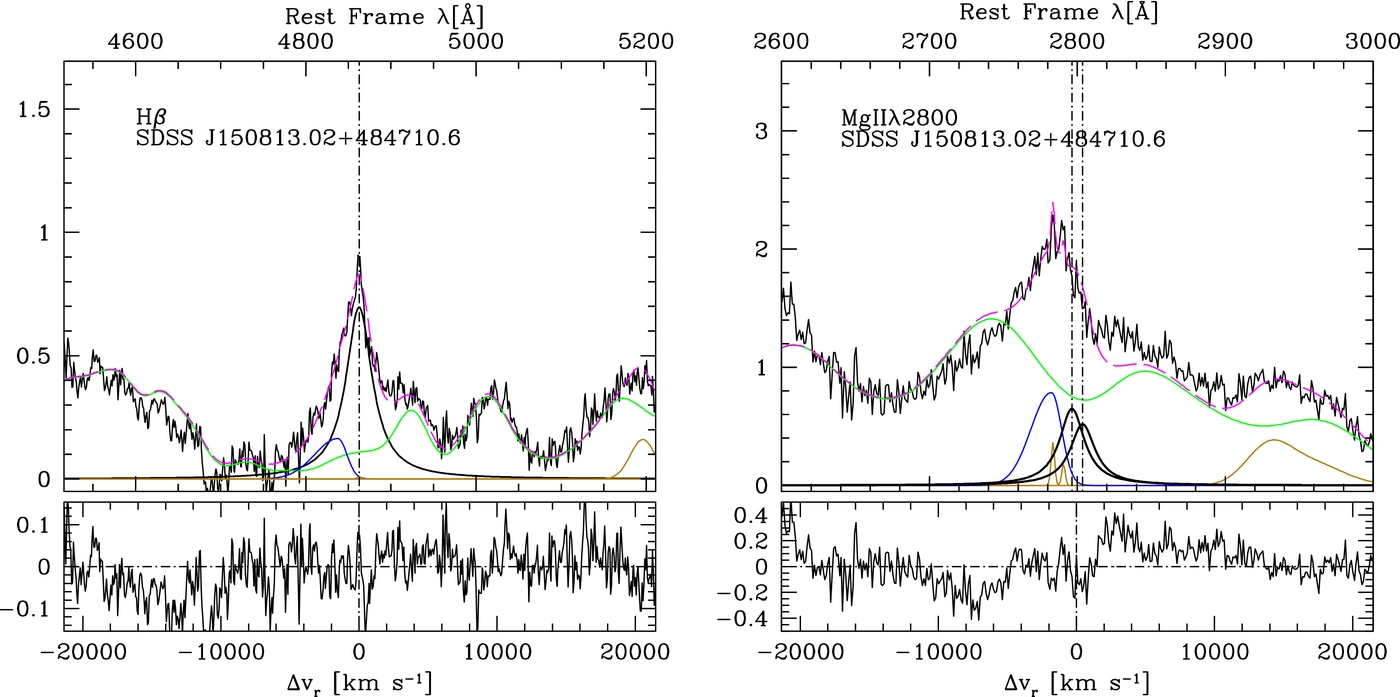 Rest Frame λ[Å]
4600 4800 5000 5200
Hβ
SDSS J150813.02+484710.6
1.5
1
0.5
0
0.1
0
−0.1
−20000 −10000 0 10000 20000
Δvᵣ [km s⁻¹]
Rest Frame λ[Å]
2600 2700 2800 2900 3000
MgIIλ2800
SDSS J150813.02+484710.6
3
2
1
0
0.4
0.2
0
−0.2
−0.4
−20000 −10000 0 10000 20000
Δvᵣ [km s⁻¹]